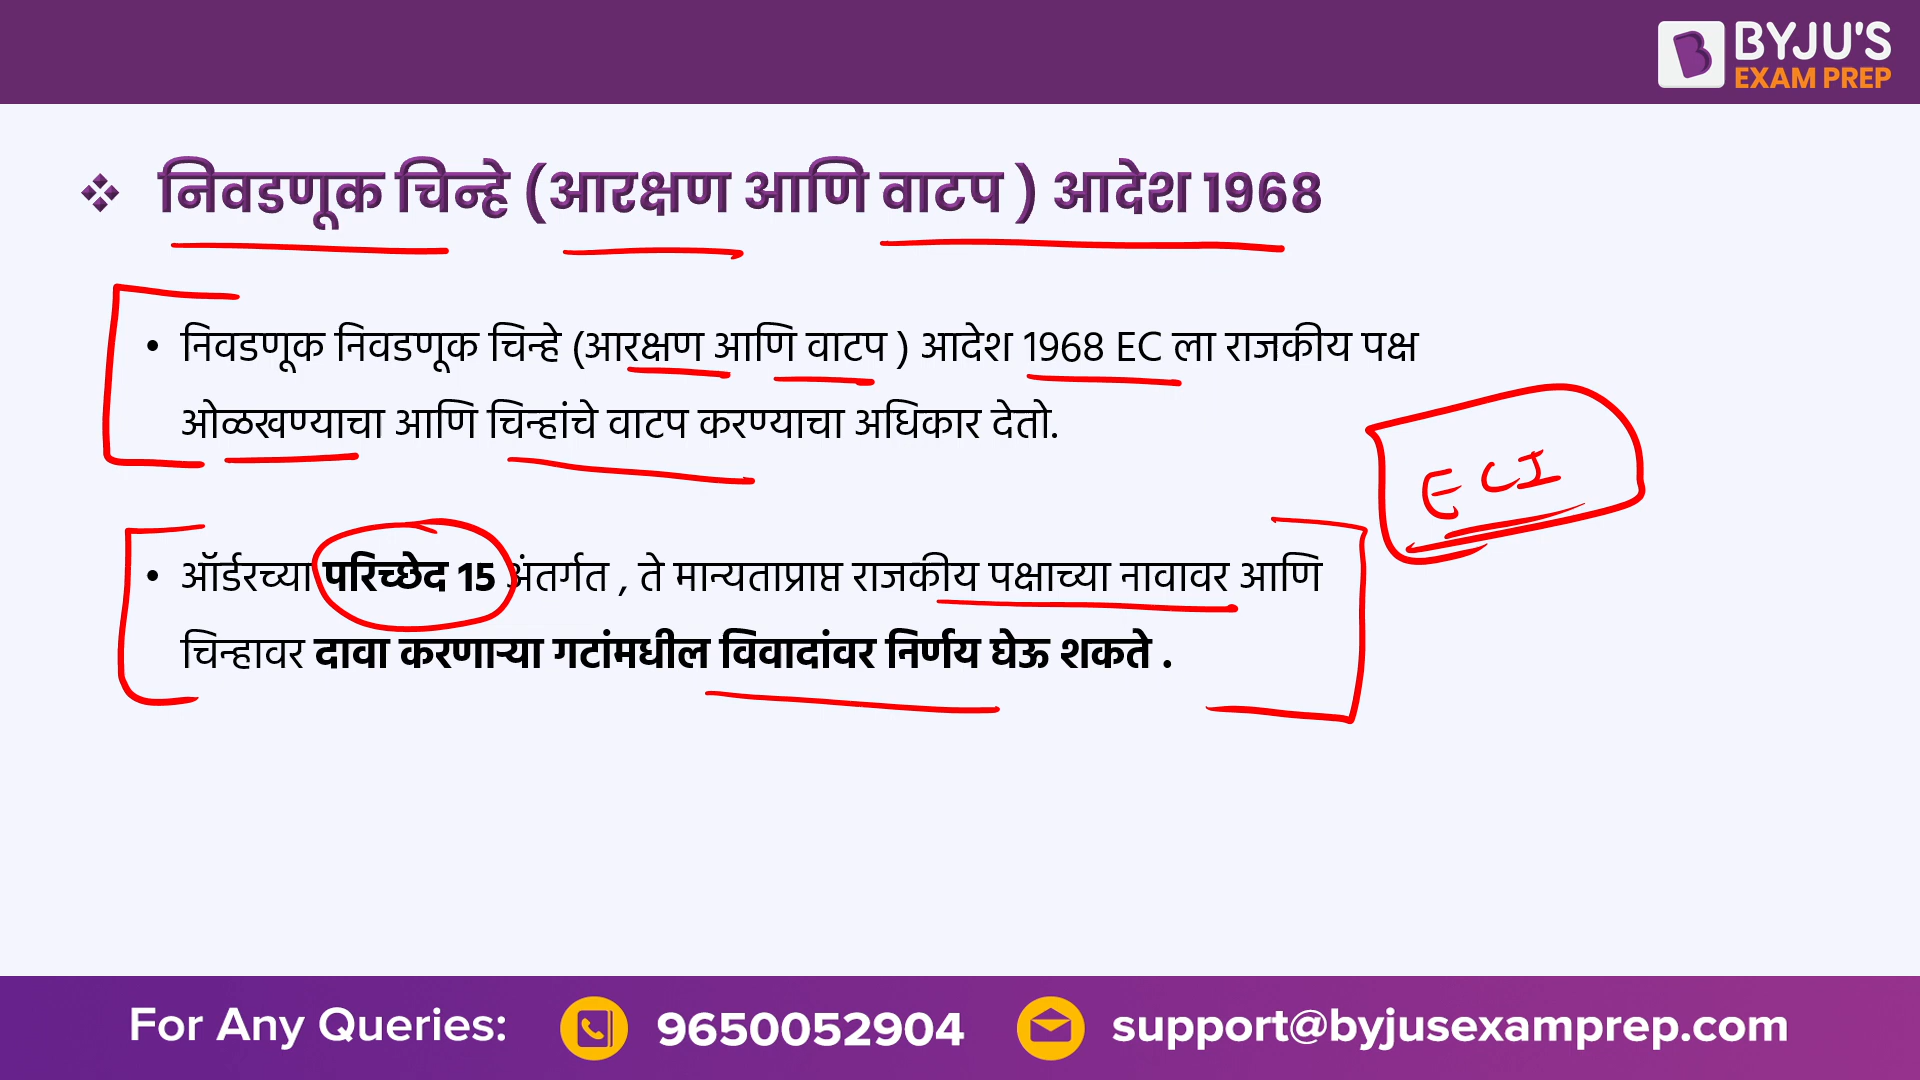 BYJU'S
EXAM PREP
❖ निवडणूक चिन्हे (आरक्षण आणि वाटप ) आदेश 1968
• निवडणूक निवडणूक चिन्हे (आरक्षण आणि वाटप ) आदेश 1968 EC ला राजकीय पक्ष
ओळखण्याचा आणि चिन्हांचे वाटप करण्याचा अधिकार देतो.
ECI
• ऑर्डरच्या परिच्छेद 15 अंतर्गत , ते मान्यताप्राप्त राजकीय पक्षाच्या नावावर आणि
चिन्हावर दावा करणाऱ्या गटांमधील विवादांवर निर्णय घेऊ शकते .
For Any Queries: 9650052904 support@byjusexamprep.com